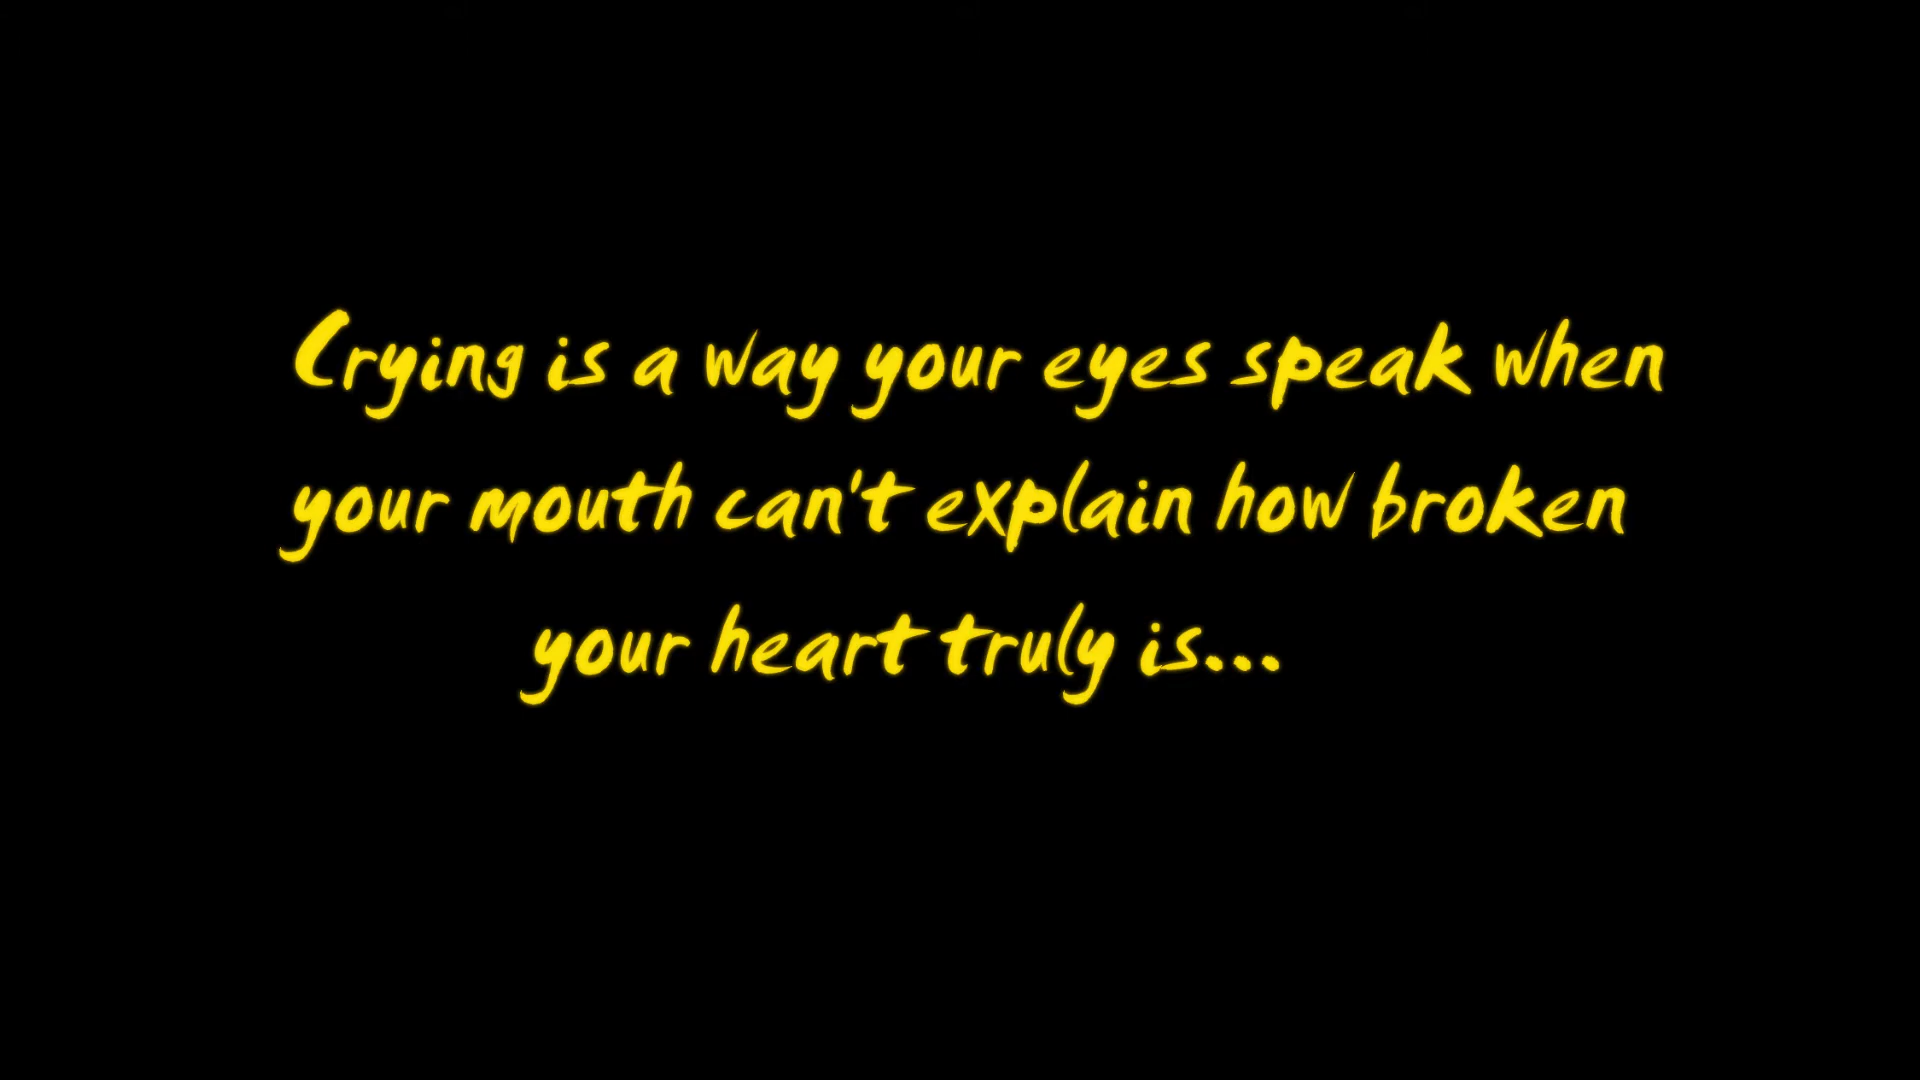 Crying is a way your eyes speak when
your mouth can't explain how broken
your heart truly is...